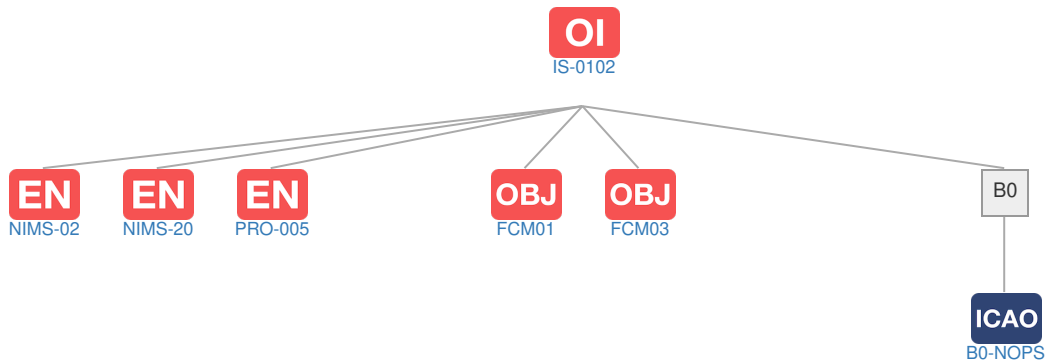 OI
IS-0102
EN
NIMS-02
EN
NIMS-20
EN
PRO-005
OBJ
FCM01
OBJ
FCM03
B0
ICAO
B0-NOPS